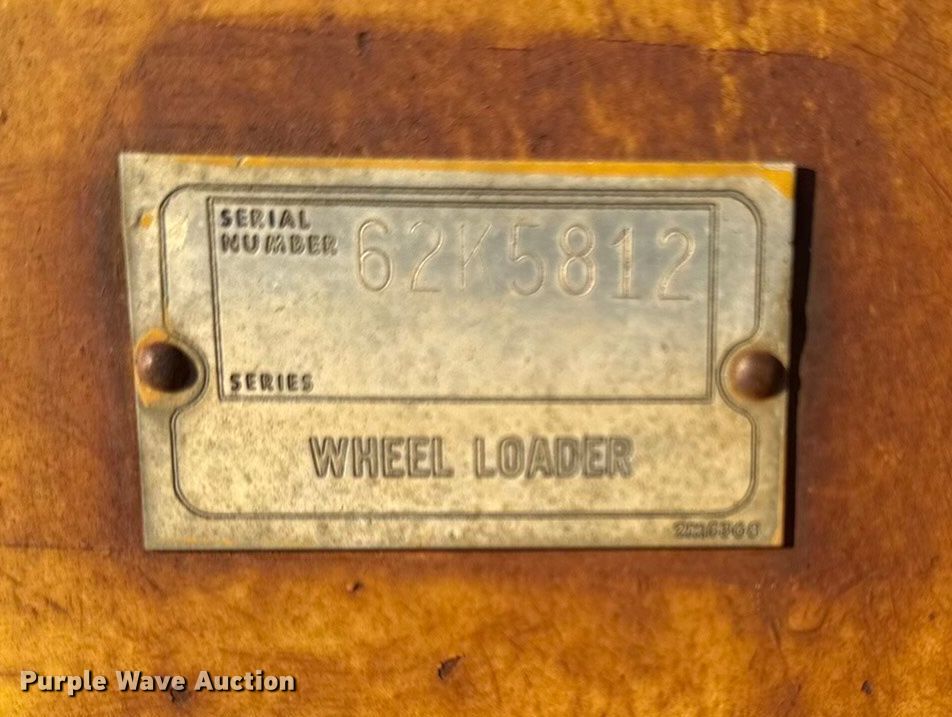 SERIAL
NUMBER 62K5812
SERIES
WHEEL LOADER
Purple Wave Auction